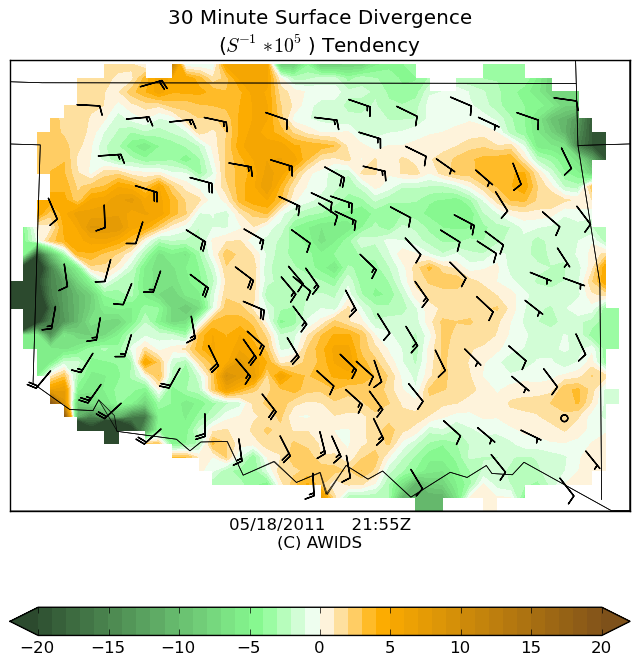 30 Minute Surface Divergence
(S⁻¹ *10⁵ ) Tendency
05/18/2011 21:55Z
(C) AWIDS
−20 −15 −10 −5 0 5 10 15 20